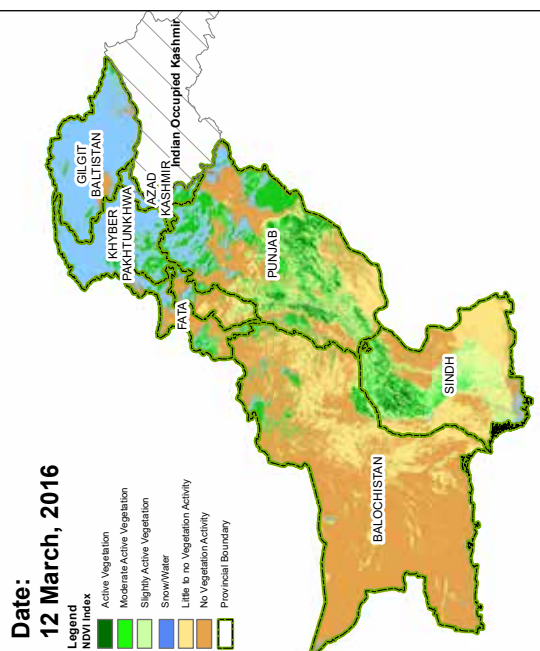 Date:
12 March, 2016
Legend
NDVI Index
Active Vegetation
Moderate Active Vegetation
Slightly Active Vegetation
Snow/Water
Little to no Vegetation Activity
No Vegetation Activity
Provincial Boundary
GILGIT
BALTISTAN
KHYBER
PAKHTUNKHWA
AZAD
KASHMIR
Indian Occupied Kashmir
FATA
PUNJAB
BALOCHISTAN
SINDH